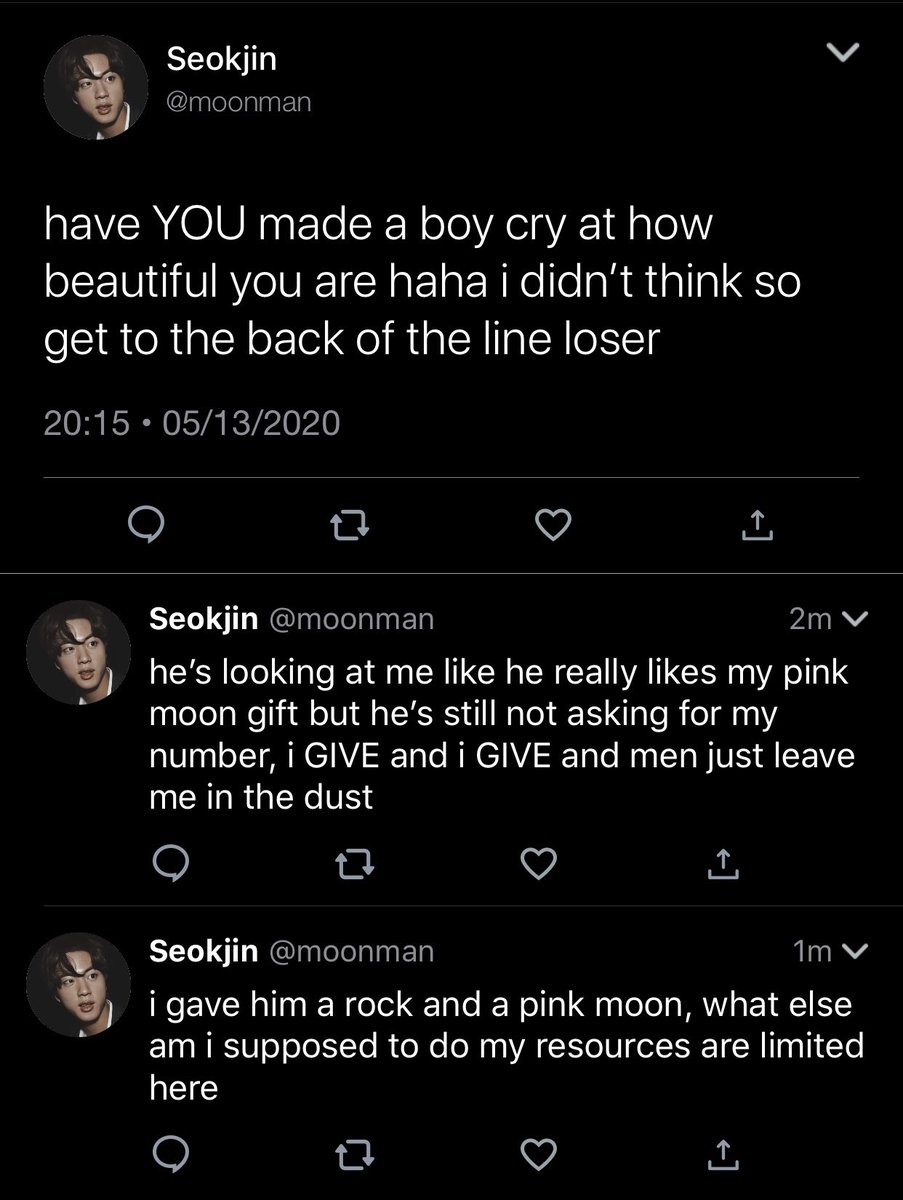 Seokjin
@moonman
have YOU made a boy cry at how
beautiful you are haha i didn’t think so
get to the back of the line loser
20:15 • 05/13/2020
Seokjin @moonman 2m
he’s looking at me like he really likes my pink
moon gift but he’s still not asking for my
number, i GIVE and i GIVE and men just leave
me in the dust
Seokjin @moonman 1m
i gave him a rock and a pink moon, what else
am i supposed to do my resources are limited
here